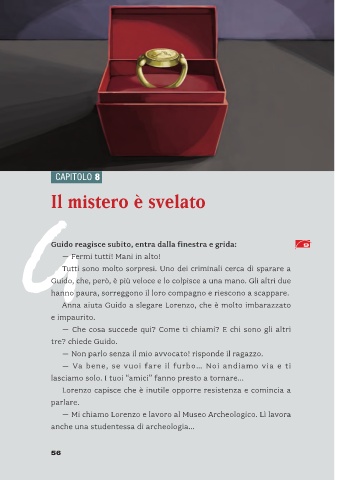 CAPITOLO 8
Il mistero è svelato
G
Guido reagisce subito, entra dalla finestra e grida:
— Fermi tutti! Mani in alto!
Tutti sono molto sorpresi. Uno dei criminali cerca di sparare a
Guido, che, però, è più veloce e lo colpisce a una mano. Gli altri due
hanno paura, sorreggono il loro compagno e riescono a scappare.
Anna aiuta Guido a slegare Lorenzo, che è molto imbarazzato
e impaurito.
— Che cosa succede qui? Come ti chiami? E chi sono gli altri
tre? chiede Guido.
— Non parlo senza il mio avvocato! risponde il ragazzo.
— Va bene, se vuoi fare il furbo... Noi andiamo via e ti
lasciamo solo. I tuoi "amici" fanno presto a tornare...
Lorenzo capisce che è inutile opporre resistenza e comincia a
parlare.
— Mi chiamo Lorenzo e lavoro al Museo Archeologico. Lì lavora
anche una studentessa di archeologia...
56